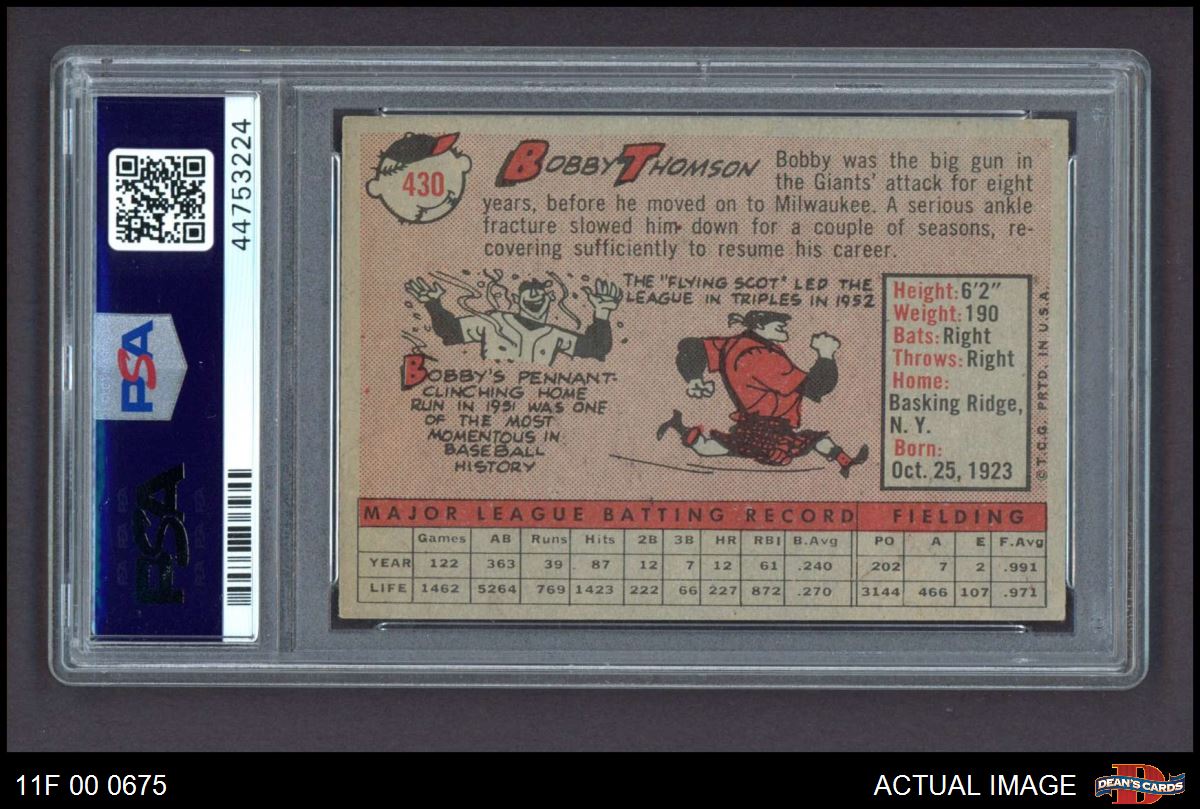 44753224
PSA
PSA
430
BOBBY THOMSON
Bobby was the big gun in
the Giants' attack for eight
years, before he moved on to Milwaukee. A serious ankle
fracture slowed him down for a couple of seasons, re-
covering sufficiently to resume his career.
BOBBY'S PENNANT-
CLINCHING HOME
RUN IN 1951 WAS ONE
OF THE MOST
MOMENTOUS IN
BASEBALL
HISTORY
THE "FLYING SCOT" LED THE
LEAGUE IN TRIPLES IN 1952
Height: 6'2"
Weight: 190
Bats: Right
Throws: Right
Home:
Basking Ridge,
N. Y.
Born:
Oct. 25, 1923
© T.C.G. PRTD. IN U.S.A.
MAJOR LEAGUE BATTING RECORD FIELDING
Games AB Runs Hits 2B 3B HR RBI B.Avg PO A E F.Avg
YEAR 122 363 39 87 12 7 12 61 .240 202 7 2 .991
LIFE 1462 5264 769 1423 222 66 227 872 .270 3144 466 107 .971
11F 00 0675
ACTUAL IMAGE
DEAN'S CARDS